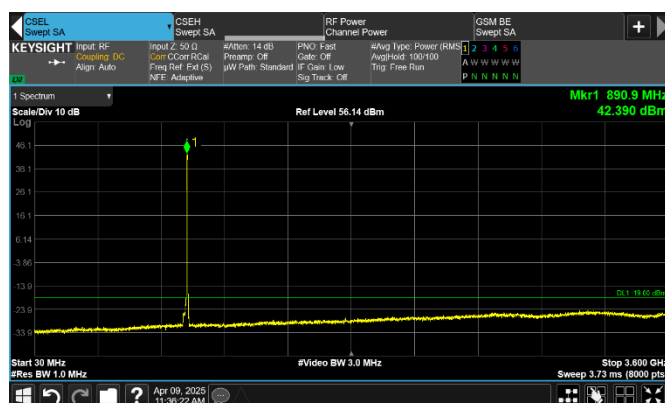 CSEL
Swept SA
CSEH
Swept SA
RF Power
Channel Power
GSM BE
Swept SA
+
KEYSIGHT
Input: RF
Coupling: DC
Align: Auto
Input Z: 50 Ω
Corr CCorr RCal
Freq Ref: Ext (S)
NFE: Adaptive
#Atten: 14 dB
Preamp: Off
µW Path: Standard
PNO: Fast
Gate: Off
IF Gain: Low
Sig Track: Off
#Avg Type: Power (RMS)
Avg|Hold: 100/100
Trig: Free Run
1 2 3 4 5 6
A W W W W W
P N N N N N
1 Spectrum
Scale/Div 10 dB
Ref Level 56.14 dBm
Mkr1 890.9 MHz
42.390 dBm
Log
1
46.1
36.1
26.1
16.1
6.14
-3.86
-13.9
-23.9
-33.9
DL1 -19.00 dBm
Start 30 MHz
#Video BW 3.0 MHz
Stop 3.600 GHz
#Res BW 1.0 MHz
Sweep 3.73 ms (8000 pts)
?
Apr 09, 2025
11:36:22 AM